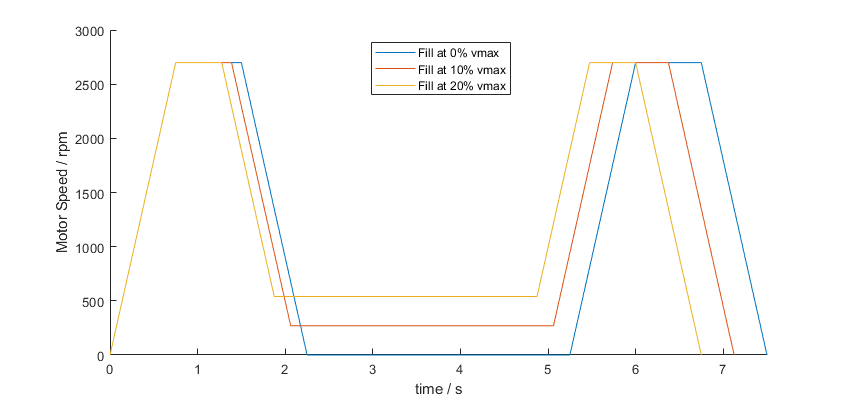 3000
2500
2000
1500
1000
500
0
Motor Speed / rpm
Fill at 0% vmax
Fill at 10% vmax
Fill at 20% vmax
0 1 2 3 4 5 6 7
time / s